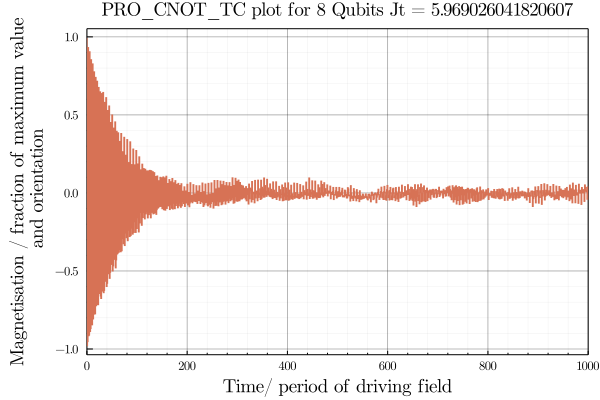 PRO_CNOT_TC plot for 8 Qubits Jt = 5.969026041820607
Magnetisation / fraction of maximum value
and orientation
1.0
0.5
0.0
−0.5
−1.0
0 200 400 600 800 1000
Time/ period of driving field